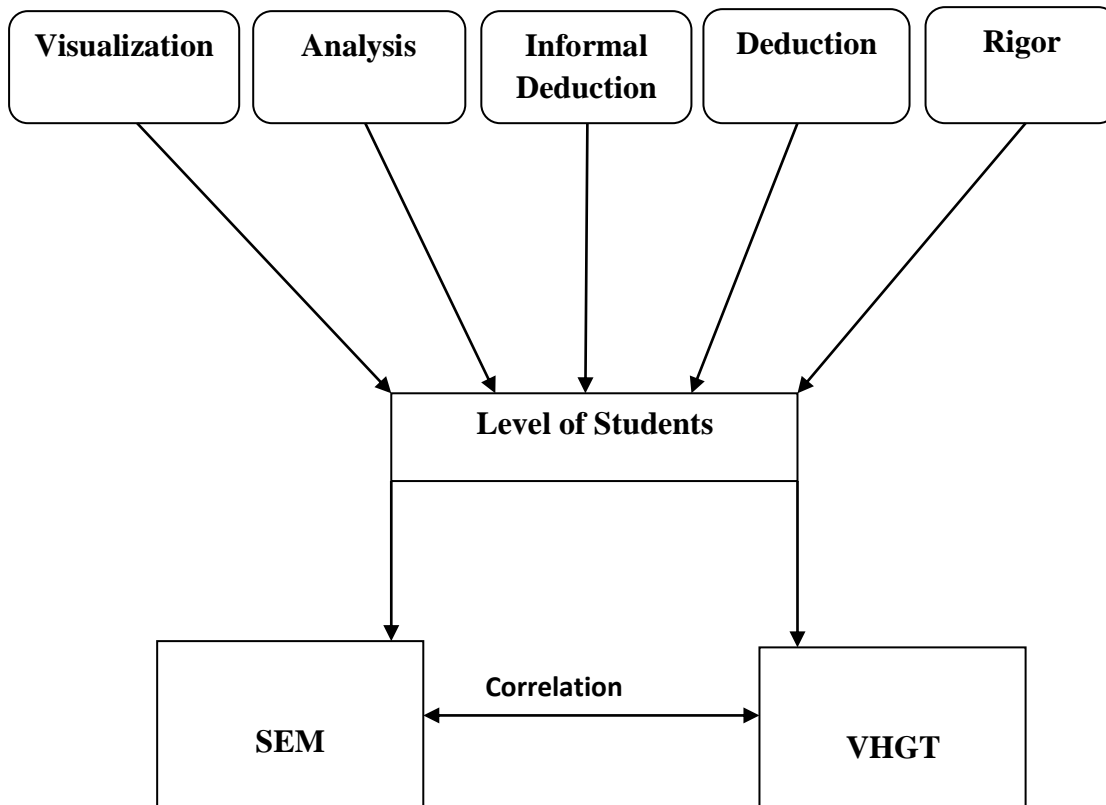 Visualization
Analysis
Informal
Deduction
Deduction
Rigor
Level of Students
Correlation
SEM
VHGT